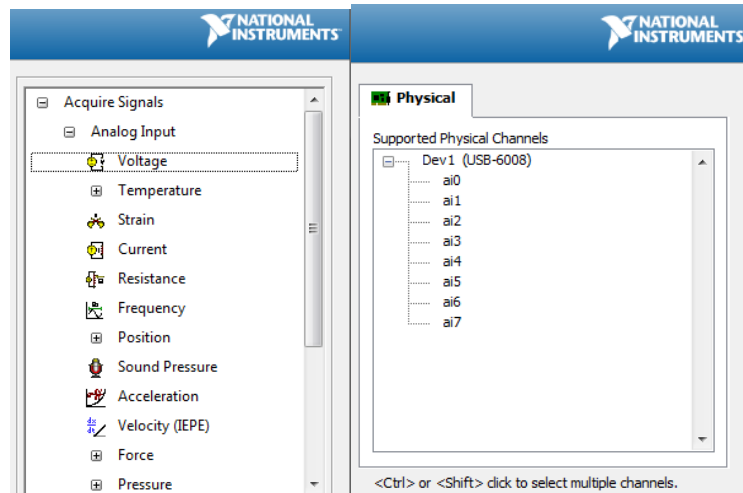 NATIONAL
INSTRUMENTS
Acquire Signals
Analog Input
Voltage
Temperature
Strain
Current
Resistance
Frequency
Position
Sound Pressure
Acceleration
Velocity (IEPE)
Force
Pressure
NATIONAL
INSTRUMENTS
Physical
Supported Physical Channels
Dev1 (USB-6008)
ai0
ai1
ai2
ai3
ai4
ai5
ai6
ai7
<Ctrl> or <Shift> click to select multiple channels.